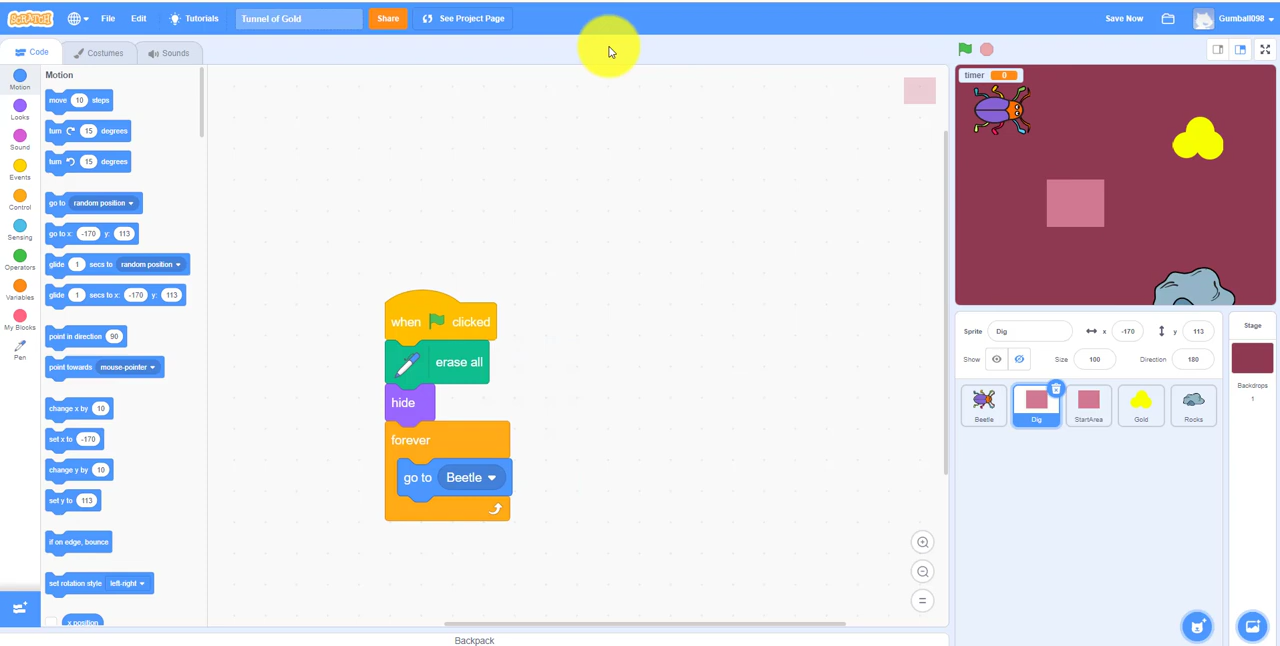 SCRATCH File Edit Tutorials Tunnel of Gold Share See Project Page Save Now Gumball098
Code Costumes Sounds
Motion
Looks
Sound
Events
Control
Sensing
Operators
Variables
My Blocks
Pen
Motion
move 10 steps
turn 15 degrees
turn 15 degrees
go to random position
go to x: -170 y: 113
glide 1 secs to random position
glide 1 secs to x: -170 y: 113
point in direction 90
point towards mouse-pointer
change x by 10
set x to -170
change y by 10
set y to 113
if on edge, bounce
set rotation style left-right
x position
when clicked
erase all
hide
forever
go to Beetle
Backpack
timer 0
Sprite Dig x -170 y 113
Show Size 100 Direction 180
Beetle Dig StartArea Gold Rocks
Stage
Backdrops
1